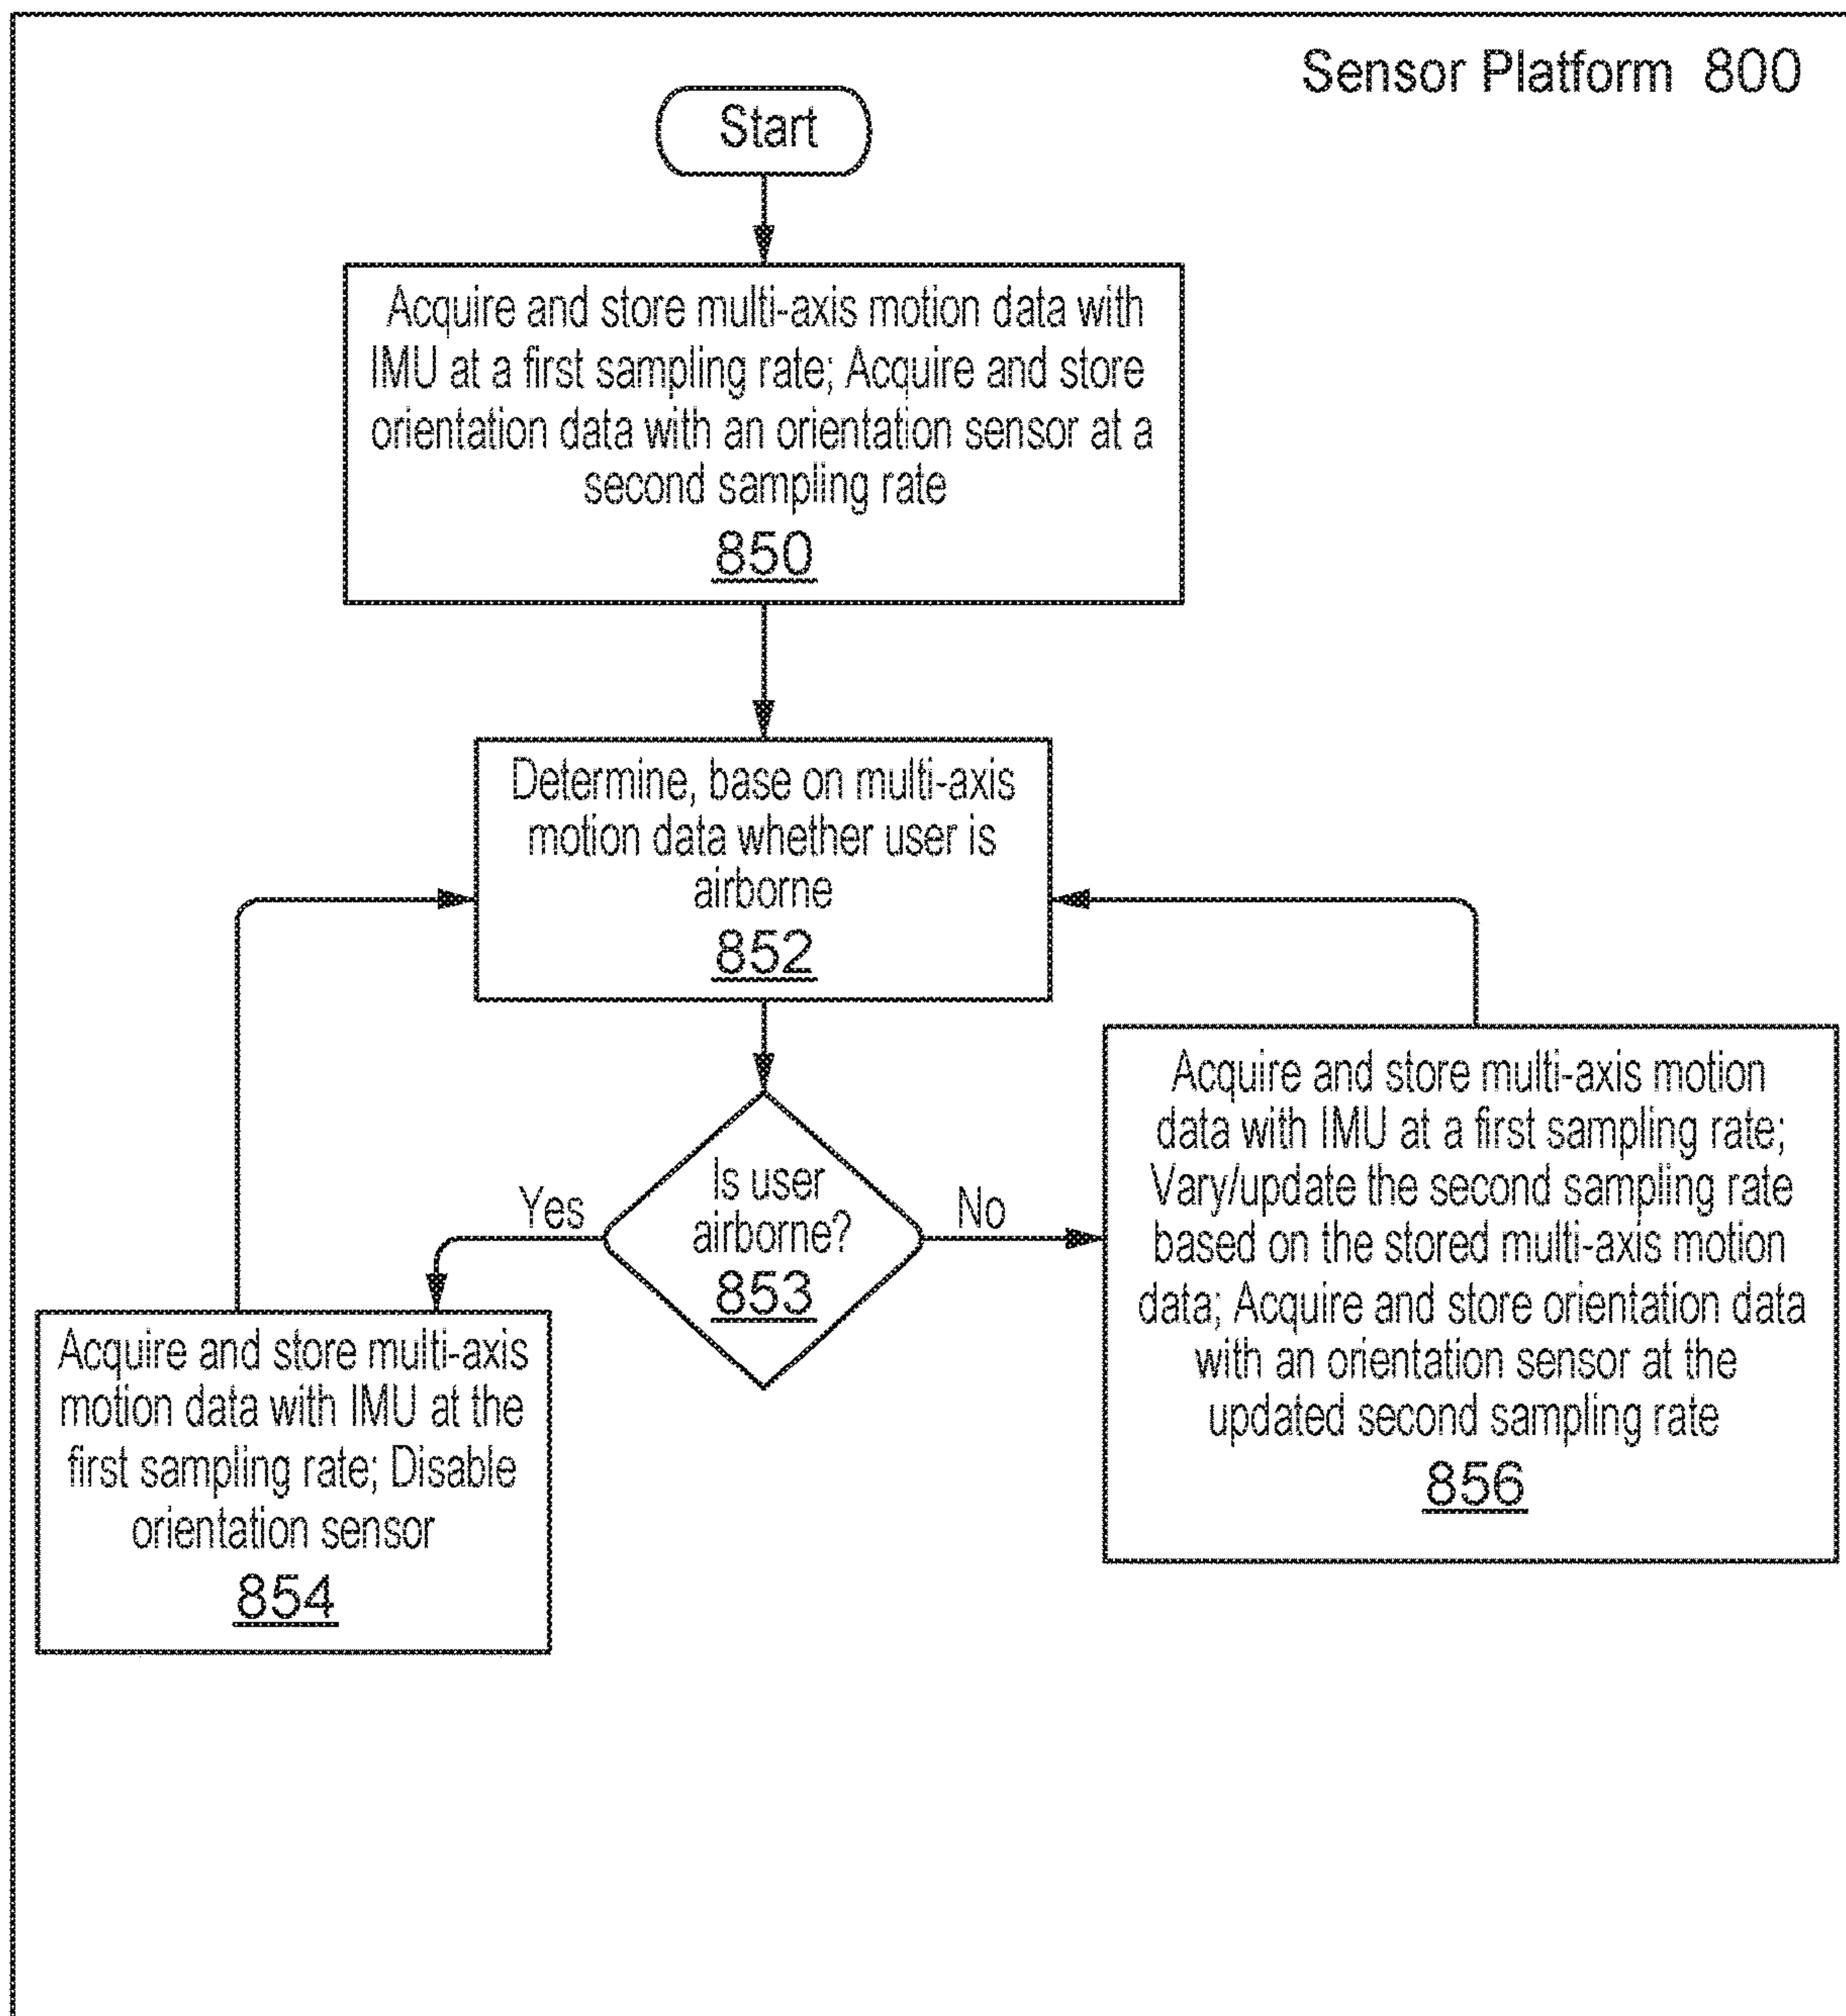 Sensor Platform 800
Start
Acquire and store multi-axis motion data with
IMU at a first sampling rate; Acquire and store
orientation data with an orientation sensor at a
second sampling rate
850
Determine, base on multi-axis
motion data whether user is
airborne
852
Is user
airborne?
853
Yes
No
Acquire and store multi-axis
motion data with IMU at the
first sampling rate; Disable
orientation sensor
854
Acquire and store multi-axis motion
data with IMU at a first sampling rate;
Vary/update the second sampling rate
based on the stored multi-axis motion
data; Acquire and store orientation data
with an orientation sensor at the
updated second sampling rate
856